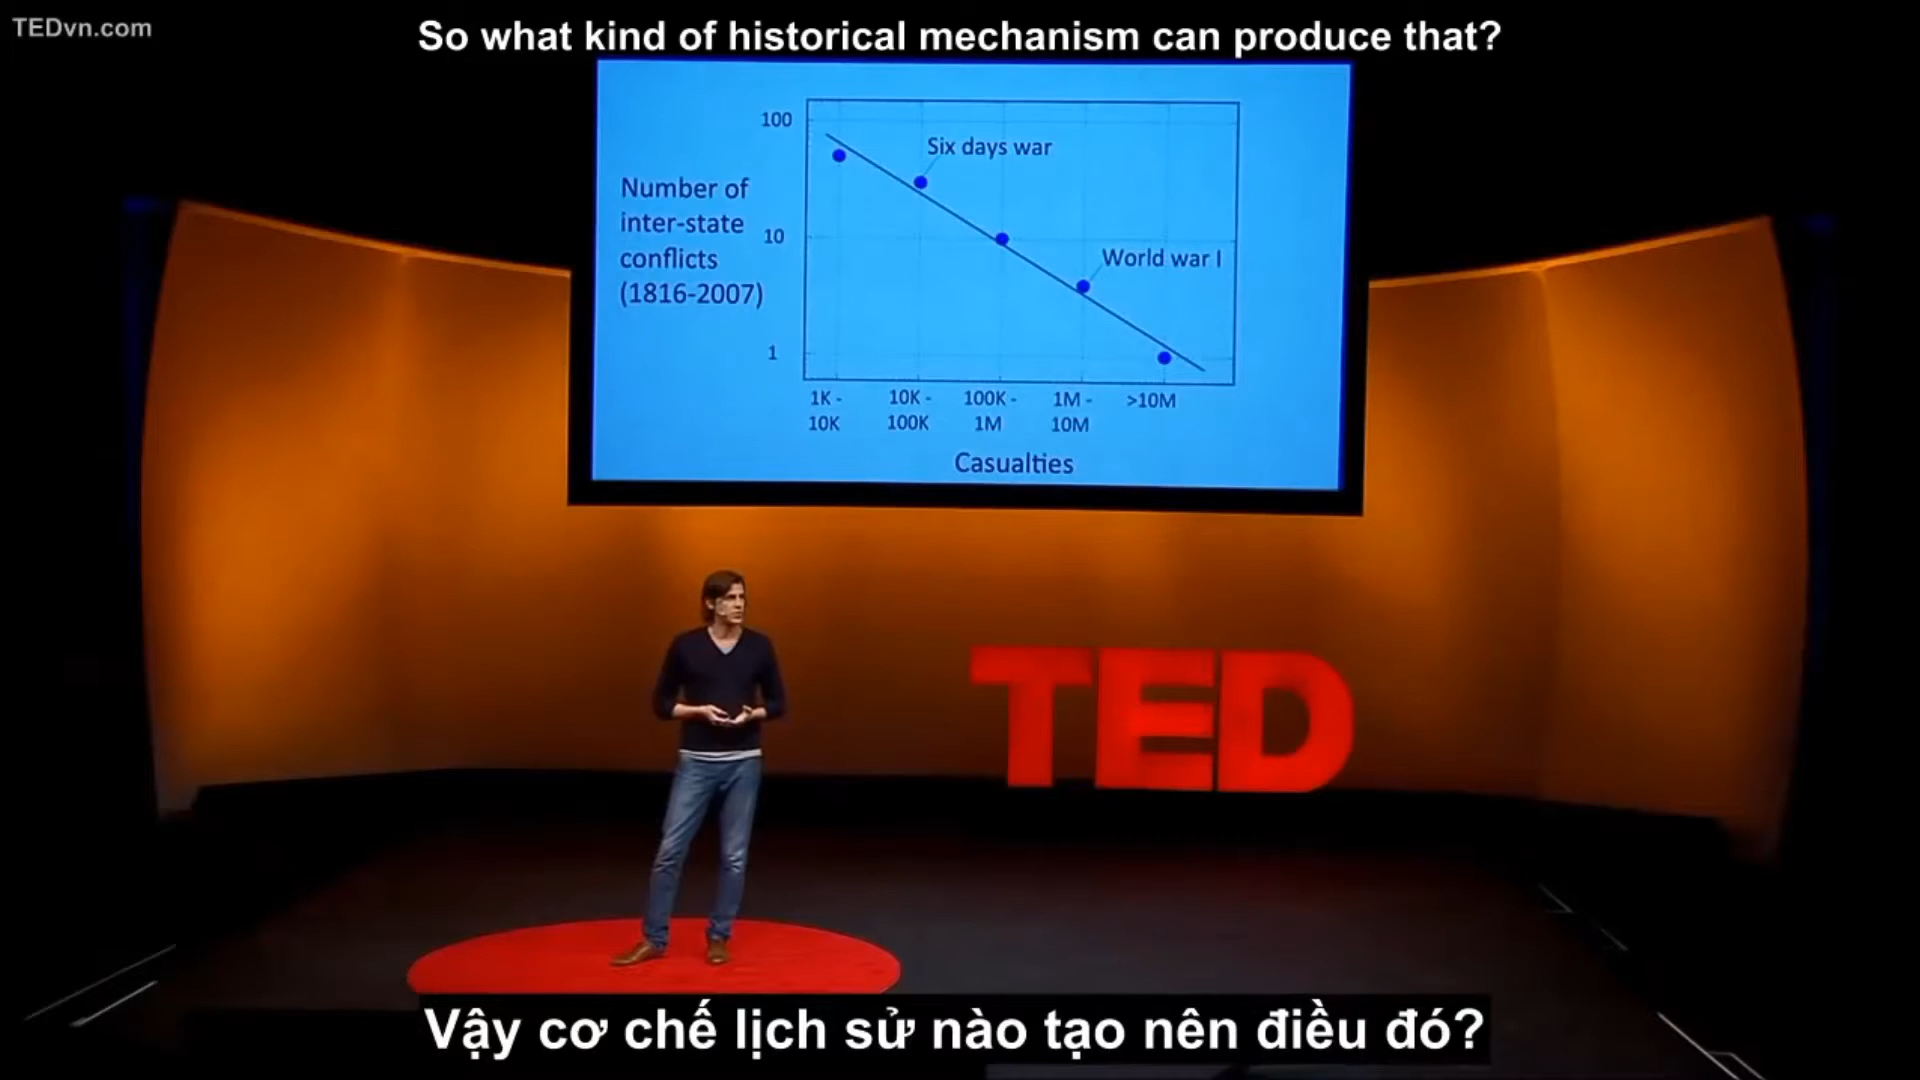 TEDvn.com
So what kind of historical mechanism can produce that?
100
10
1
Number of
inter-state
conflicts
(1816-2007)
Six days war
World war I
1K - 10K
10K - 100K
100K - 1M
1M - 10M
>10M
Casualties
TED
Vậy cơ chế lịch sử nào tạo nên điều đó?